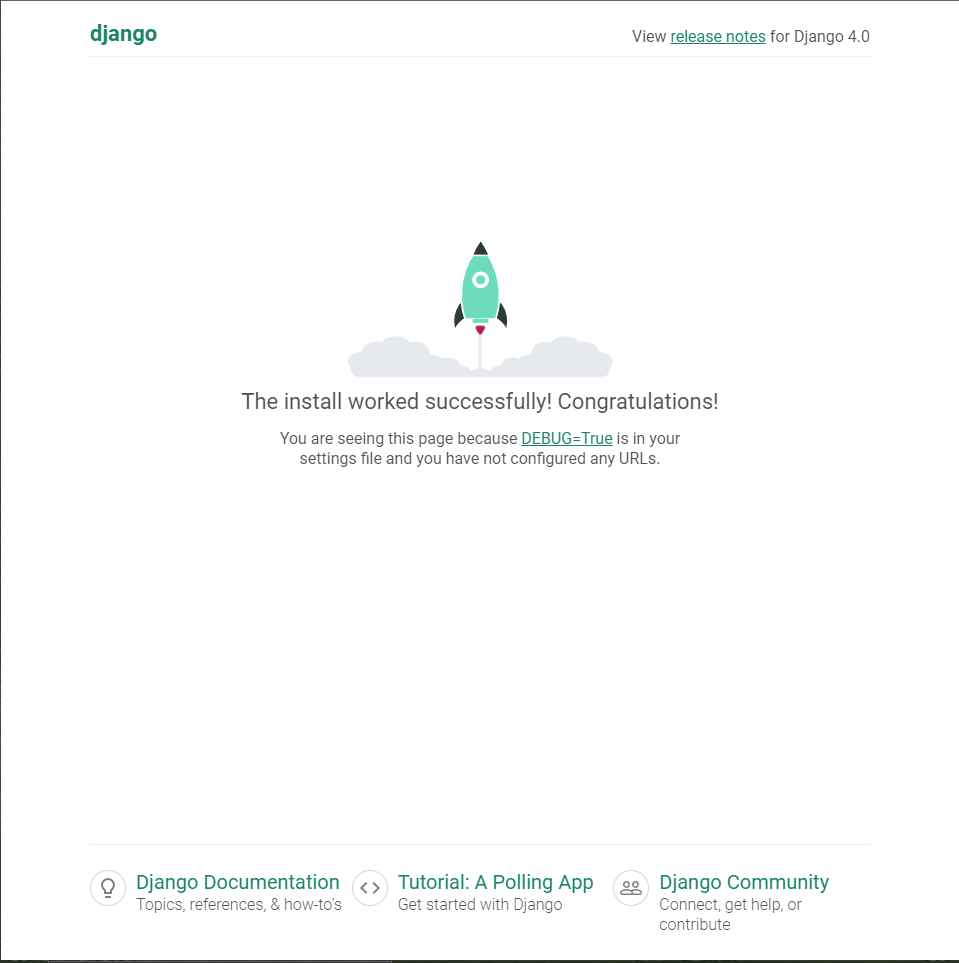 django
View release notes for Django 4.0
The install worked successfully! Congratulations!
You are seeing this page because DEBUG=True is in your
settings file and you have not configured any URLs.
Django Documentation
Topics, references, & how-to’s
Tutorial: A Polling App
Get started with Django
Django Community
Connect, get help, or
contribute